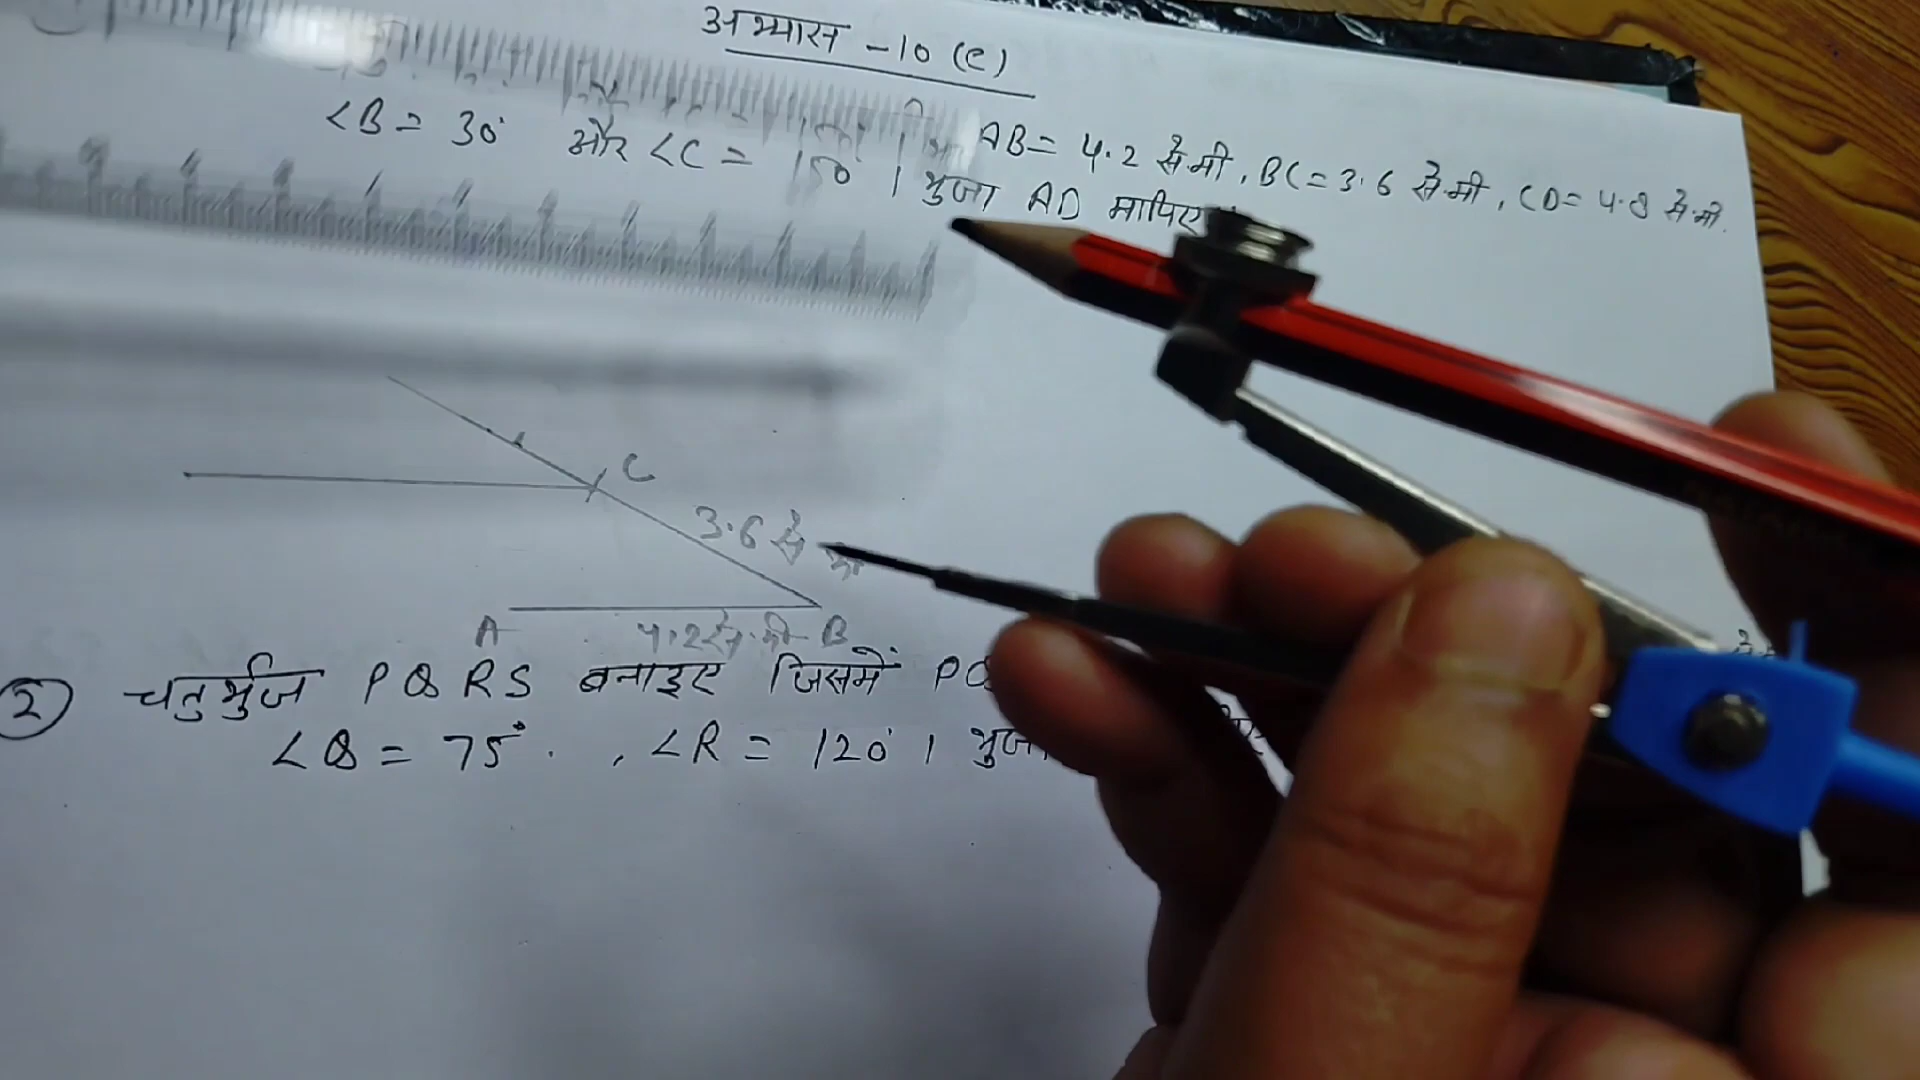 अभ्यास - 10 (e)
AB = 4.2 से.मी, BC = 3.6 से.मी, CD = 4.8 से.मी.
∠B = 30° और ∠C = 150° । भुजा AD मापिए
C
3.6 से मी
A 4.2 से.मी B
2) चतुर्भुज PQRS बनाइए जिसमें PQ
∠Q = 75°. , ∠R = 120° ।